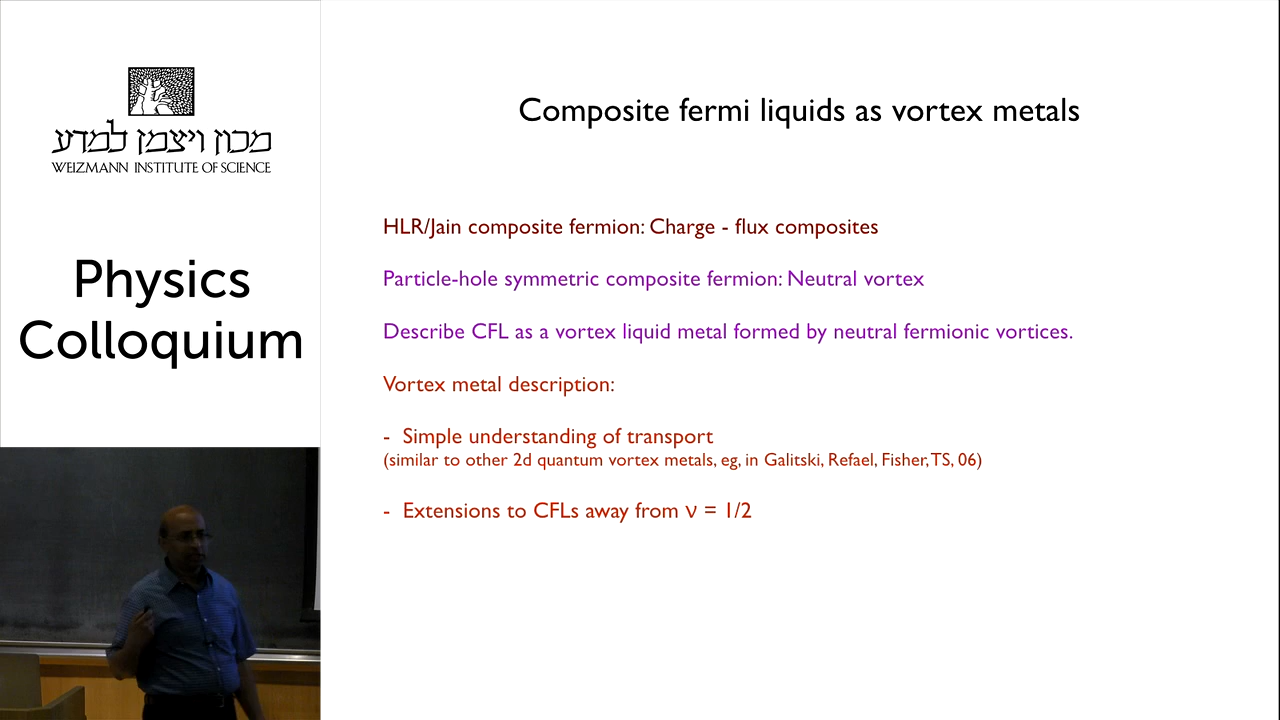 מכון ויצמן למדע
WEIZMANN INSTITUTE OF SCIENCE
Physics
Colloquium
Composite fermi liquids as vortex metals
HLR/Jain composite fermion: Charge - flux composites
Particle-hole symmetric composite fermion: Neutral vortex
Describe CFL as a vortex liquid metal formed by neutral fermionic vortices.
Vortex metal description:
- Simple understanding of transport
(similar to other 2d quantum vortex metals, eg, in Galitski, Refael, Fisher, TS, 06)
- Extensions to CFLs away from ν = 1/2